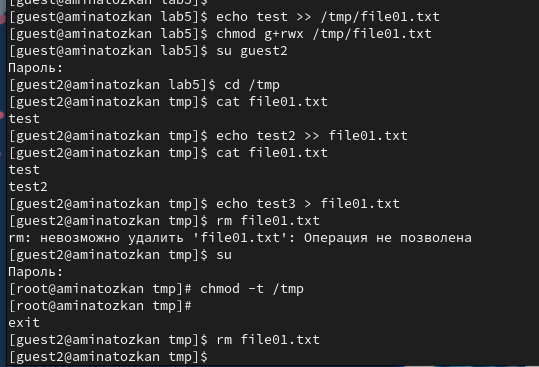 [guest@aminatozkan lab5]$
[guest@aminatozkan lab5]$ echo test >> /tmp/file01.txt
[guest@aminatozkan lab5]$ chmod g+rwx /tmp/file01.txt
[guest@aminatozkan lab5]$ su guest2
Пароль:
[guest2@aminatozkan lab5]$ cd /tmp
[guest2@aminatozkan tmp]$ cat file01.txt
test
[guest2@aminatozkan tmp]$ echo test2 >> file01.txt
[guest2@aminatozkan tmp]$ cat file01.txt
test
test2
[guest2@aminatozkan tmp]$ echo test3 > file01.txt
[guest2@aminatozkan tmp]$ rm file01.txt
rm: невозможно удалить 'file01.txt': Операция не позволена
[guest2@aminatozkan tmp]$ su
Пароль:
[root@aminatozkan tmp]# chmod -t /tmp
[root@aminatozkan tmp]#
exit
[guest2@aminatozkan tmp]$ rm file01.txt
[guest2@aminatozkan tmp]$